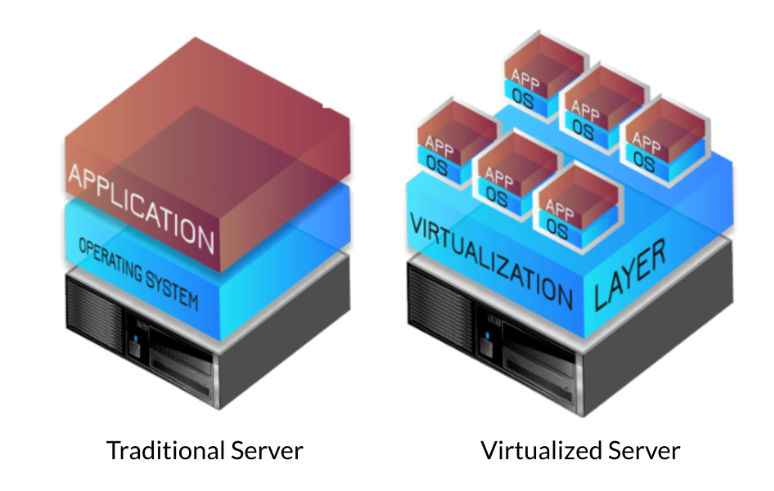 APPLICATION
OPERATING SYSTEM
Traditional Server
APP
OS
APP
OS
APP
OS
APP
OS
APP
OS
APP
OS
VIRTUALIZATION LAYER
Virtualized Server